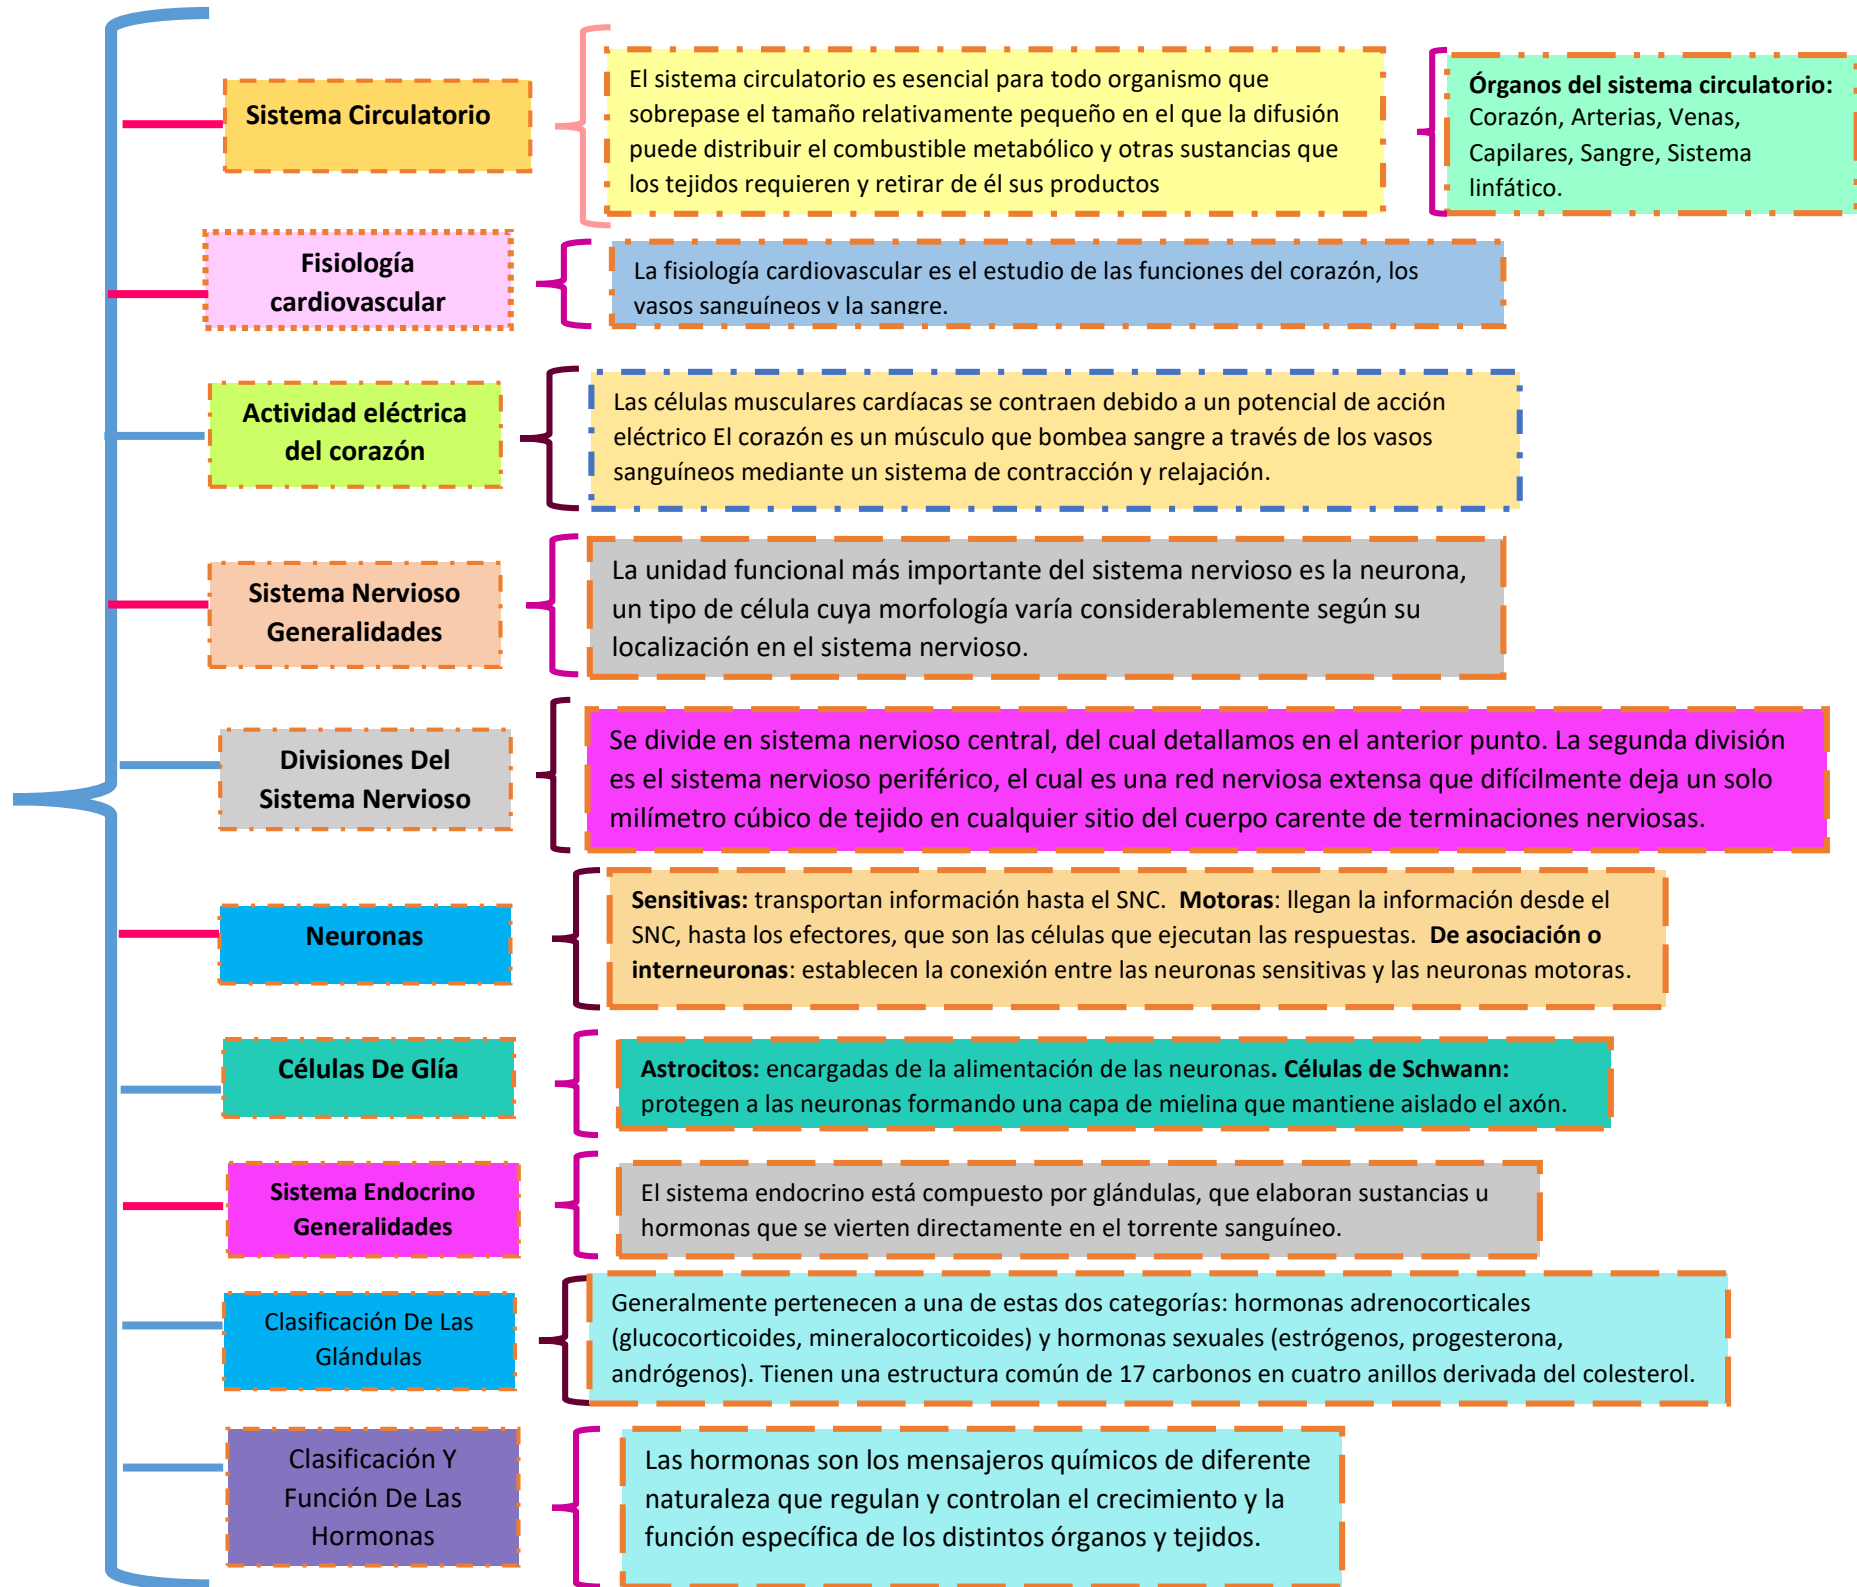 Sistema Circulatorio
El sistema circulatorio es esencial para todo organismo que
sobrepase el tamaño relativamente pequeño en el que la difusión
puede distribuir el combustible metabólico y otras sustancias que
los tejidos requieren y retirar de él sus productos
Órganos del sistema circulatorio:
Corazón, Arterias, Venas,
Capilares, Sangre, Sistema
linfático.
Fisiología
cardiovascular
La fisiología cardiovascular es el estudio de las funciones del corazón, los
vasos sanguíneos y la sangre.
Actividad eléctrica
del corazón
Las células musculares cardíacas se contraen debido a un potencial de acción
eléctrico El corazón es un músculo que bombea sangre a través de los vasos
sanguíneos mediante un sistema de contracción y relajación.
Sistema Nervioso
Generalidades
La unidad funcional más importante del sistema nervioso es la neurona,
un tipo de célula cuya morfología varía considerablemente según su
localización en el sistema nervioso.
Divisiones Del
Sistema Nervioso
Se divide en sistema nervioso central, del cual detallamos en el anterior punto. La segunda división
es el sistema nervioso periférico, el cual es una red nerviosa extensa que difícilmente deja un solo
milímetro cúbico de tejido en cualquier sitio del cuerpo carente de terminaciones nerviosas.
Neuronas
Sensitivas: transportan información hasta el SNC. Motoras: llegan la información desde el
SNC, hasta los efectores, que son las células que ejecutan las respuestas. De asociación o
interneuronas: establecen la conexión entre las neuronas sensitivas y las neuronas motoras.
Células De Glía
Astrocitos: encargadas de la alimentación de las neuronas. Células de Schwann:
protegen a las neuronas formando una capa de mielina que mantiene aislado el axón.
Sistema Endocrino
Generalidades
El sistema endocrino está compuesto por glándulas, que elaboran sustancias u
hormonas que se vierten directamente en el torrente sanguíneo.
Clasificación De Las
Glándulas
Generalmente pertenecen a una de estas dos categorías: hormonas adrenocorticales
(glucocorticoides, mineralocorticoides) y hormonas sexuales (estrógenos, progesterona,
andrógenos). Tienen una estructura común de 17 carbonos en cuatro anillos derivada del colesterol.
Clasificación Y
Función De Las
Hormonas
Las hormonas son los mensajeros químicos de diferente
naturaleza que regulan y controlan el crecimiento y la
función específica de los distintos órganos y tejidos.